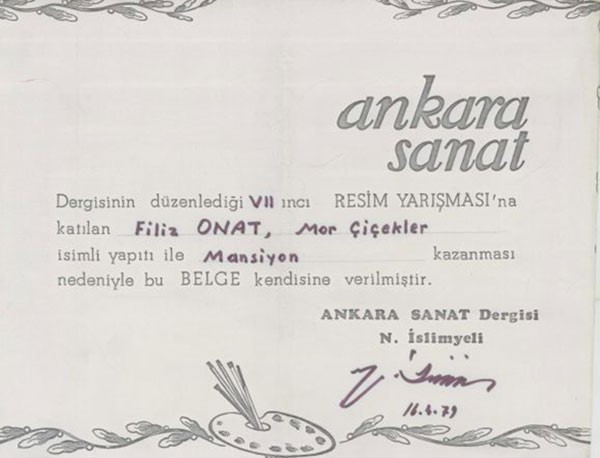 ankara
sanat
Dergisinin düzenlediği VII inci RESİM YARIŞMASI'na
katılan Filiz ONAT, Mor Çiçekler
isimli yapıtı ile Mansiyon kazanması
nedeniyle bu BELGE kendisine verilmiştir.
ANKARA SANAT Dergisi
N. İslimyeli
16.4.79